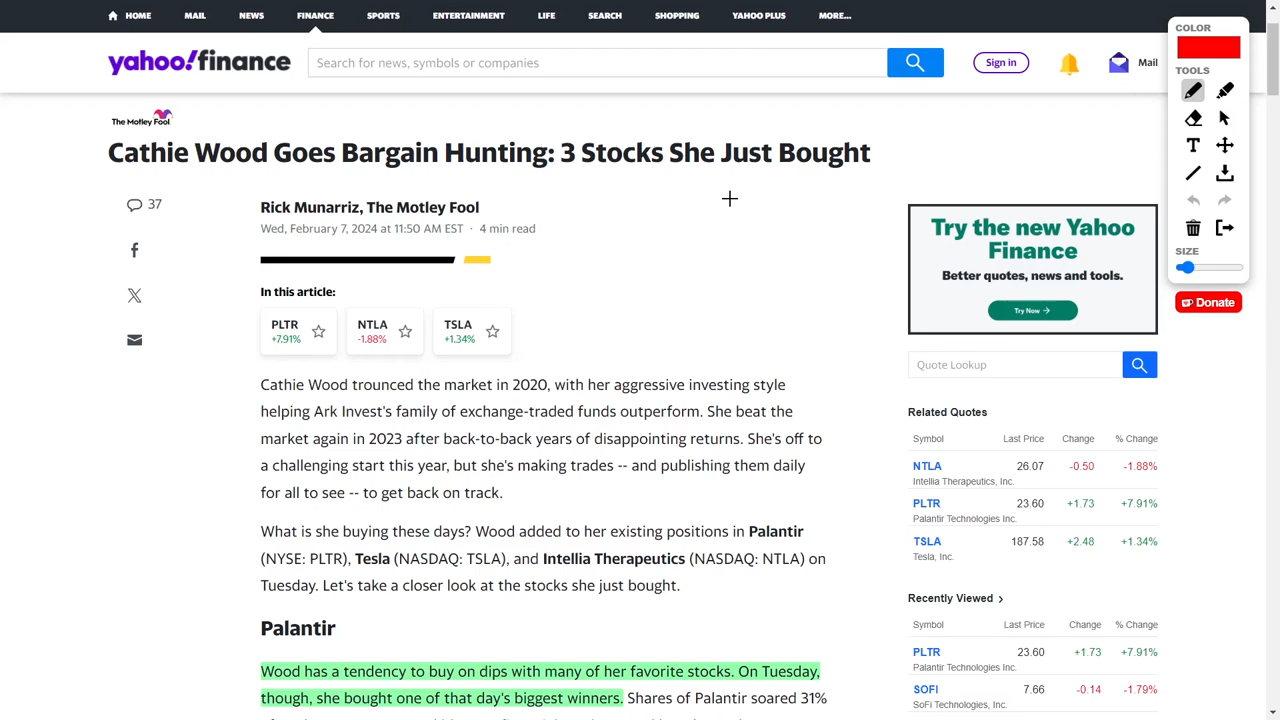 HOME MAIL NEWS FINANCE SPORTS ENTERTAINMENT LIFE SEARCH SHOPPING YAHOO PLUS MORE...
yahoo!finance
Search for news, symbols or companies
Sign in
Mail
The Motley Fool
Cathie Wood Goes Bargain Hunting: 3 Stocks She Just Bought
37
Rick Munarriz, The Motley Fool
Wed, February 7, 2024 at 11:50 AM EST · 4 min read
In this article:
PLTR
+7.91%
NTLA
-1.88%
TSLA
+1.34%
Cathie Wood trounced the market in 2020, with her aggressive investing style
helping Ark Invest's family of exchange-traded funds outperform. She beat the
market again in 2023 after back-to-back years of disappointing returns. She's off to
a challenging start this year, but she's making trades -- and publishing them daily
for all to see -- to get back on track.
What is she buying these days? Wood added to her existing positions in Palantir
(NYSE: PLTR), Tesla (NASDAQ: TSLA), and Intellia Therapeutics (NASDAQ: NTLA) on
Tuesday. Let's take a closer look at the stocks she just bought.
Palantir
Wood has a tendency to buy on dips with many of her favorite stocks. On Tuesday,
though, she bought one of that day's biggest winners. Shares of Palantir soared 31%
Try the new Yahoo
Finance
Better quotes, news and tools.
Try Now →
Quote Lookup
Related Quotes
Symbol Last Price Change % Change
NTLA 26.07 -0.50 -1.88%
Intellia Therapeutics, Inc.
PLTR 23.60 +1.73 +7.91%
Palantir Technologies Inc.
TSLA 187.58 +2.48 +1.34%
Tesla, Inc.
Recently Viewed >
Symbol Last Price Change % Change
PLTR 23.60 +1.73 +7.91%
Palantir Technologies Inc.
SOFI 7.66 -0.14 -1.79%
SoFi Technologies, Inc.
COLOR
TOOLS
T
SIZE
Donate